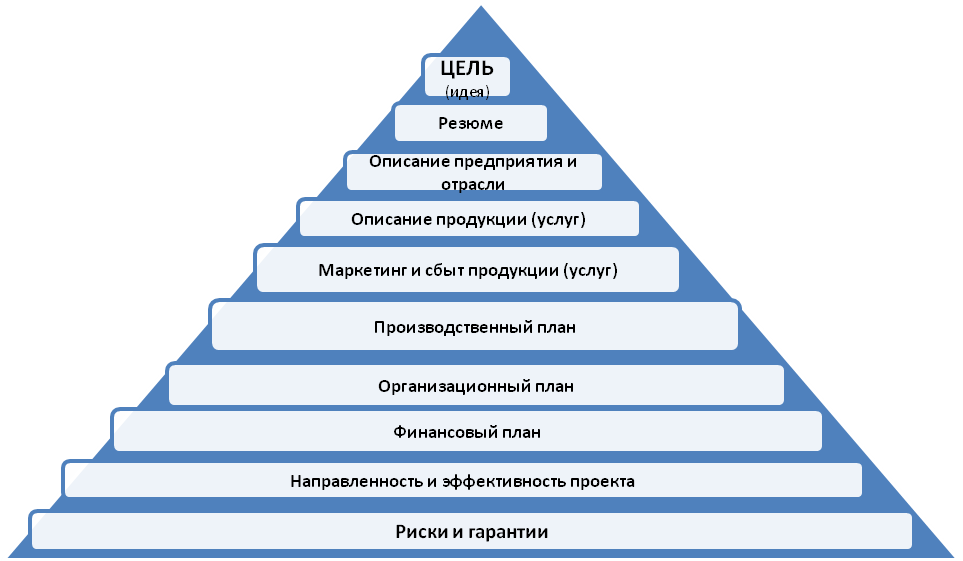 ЦЕЛЬ
(идея)
Резюме
Описание предприятия и
отрасли
Описание продукции (услуг)
Маркетинг и сбыт продукции (услуг)
Производственный план
Организационный план
Финансовый план
Направленность и эффективность проекта
Риски и гарантии